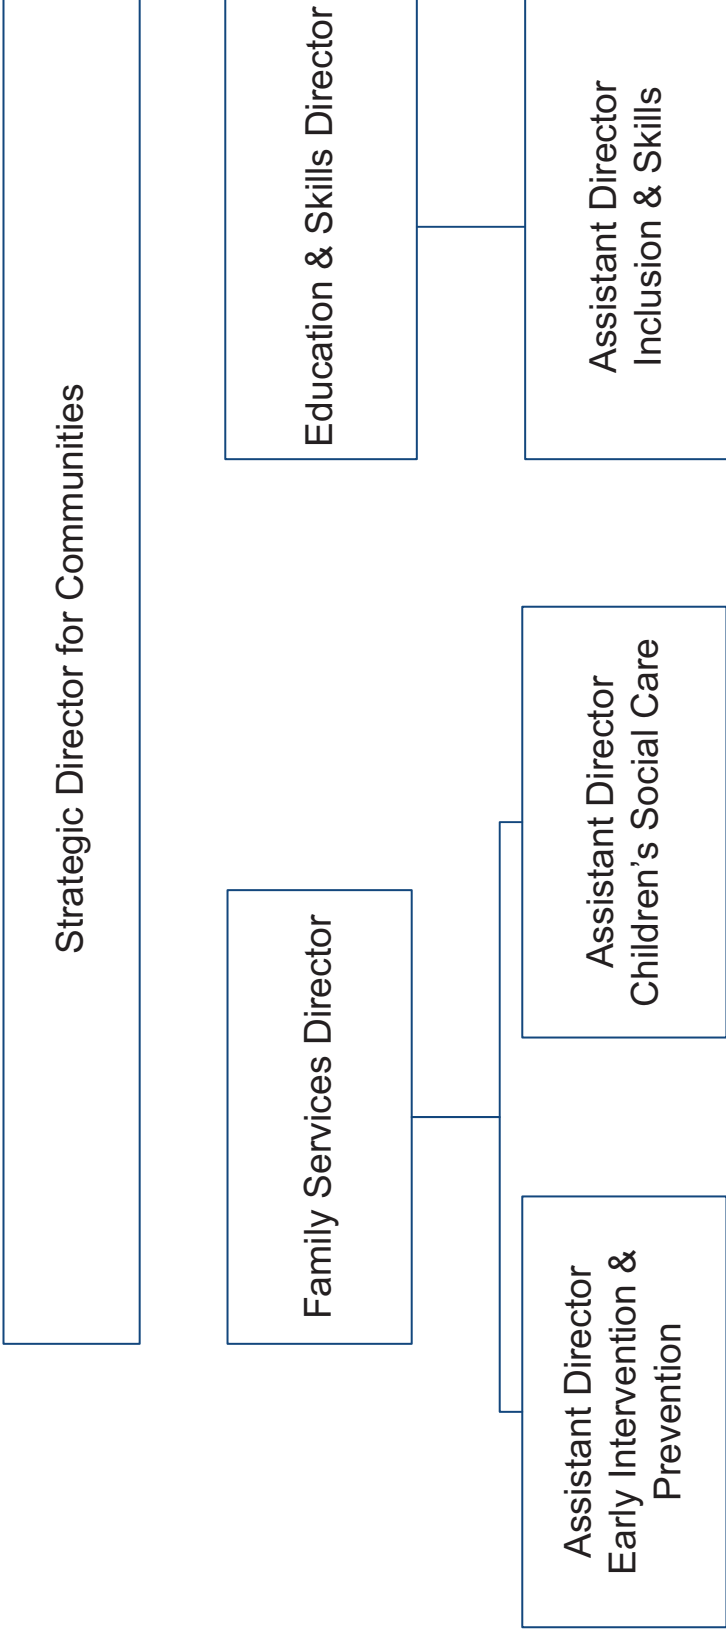 Strategic Director for Communities
Family Services Director
Education & Skills Director
Assistant Director
Early Intervention &
Prevention
Assistant Director
Children’s Social Care
Assistant Director
Inclusion & Skills